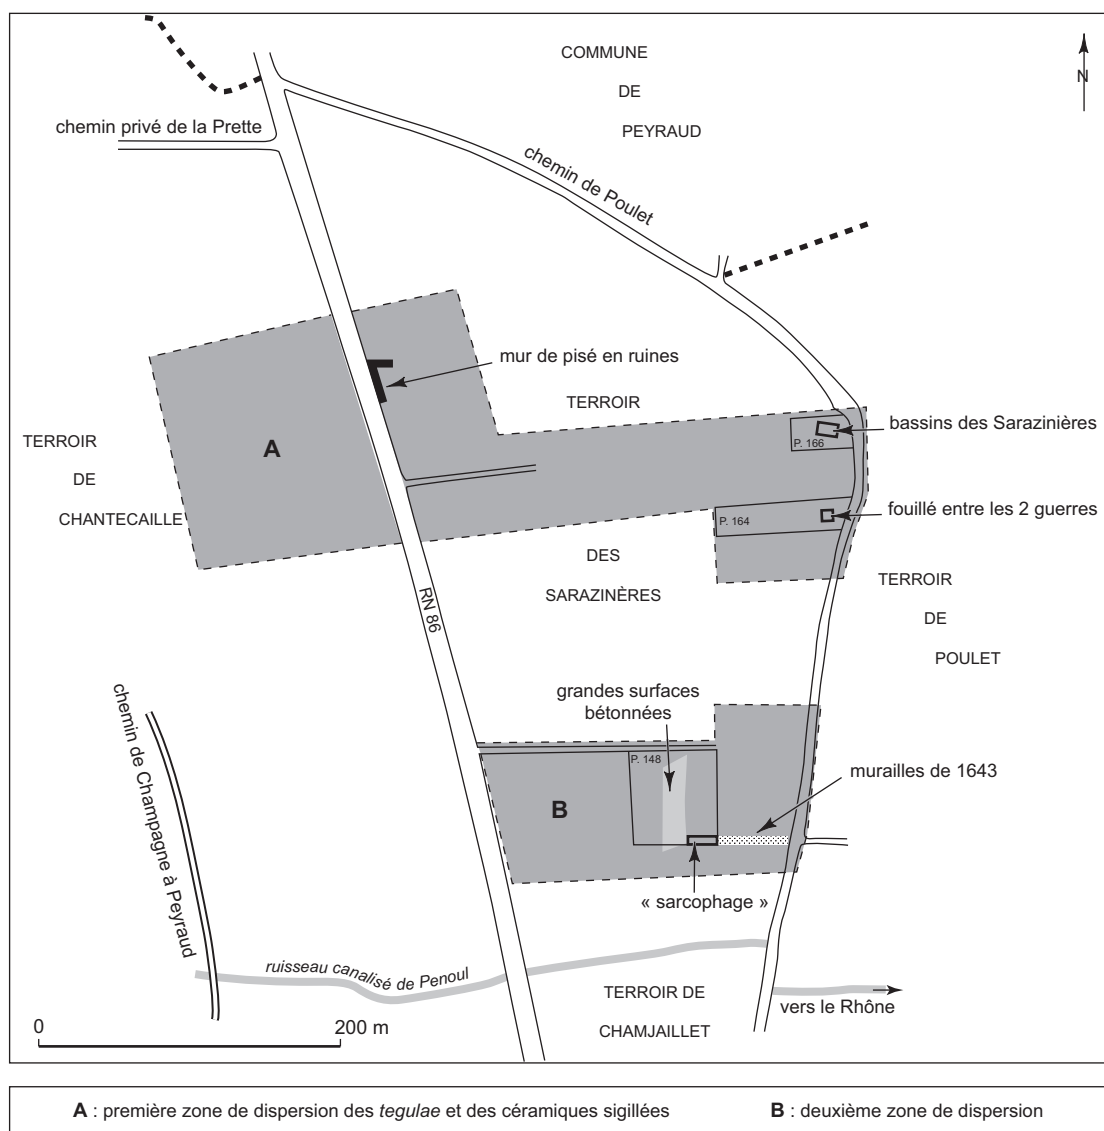 COMMUNE
DE
PEYRAUD
N
chemin privé de la Prette
chemin de Poulet
mur de pisé en ruines
TERROIR
bassins des Sarazinières
P. 166
A
TERROIR
DE
CHANTECAILLE
fouillé entre les 2 guerres
P. 164
DES
SARAZINÈRES
TERROIR
DE
POULET
RN 86
grandes surfaces
bétonnées
chemin de Champagne à Peyraud
P. 148
murailles de 1643
B
« sarcophage »
ruisseau canalisé de Penoul
TERROIR DE
CHAMJAILLET
vers le Rhône
0 200 m
A : première zone de dispersion des tegulae et des céramiques sigillées B : deuxième zone de dispersion